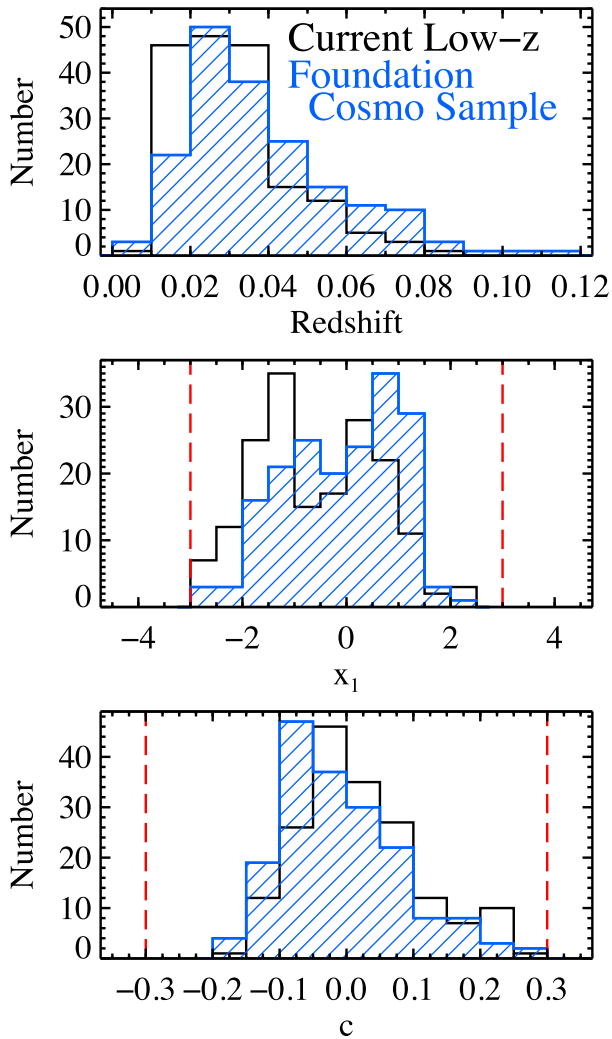 Current Low−z
Foundation
Cosmo Sample
Number
50
40
30
20
10
0
0.00 0.02 0.04 0.06 0.08 0.10 0.12
Redshift
Number
30
20
10
0
−4 −2 0 2 4
x1
Number
40
30
20
10
0
−0.3 −0.2 −0.1 0.0 0.1 0.2 0.3
c